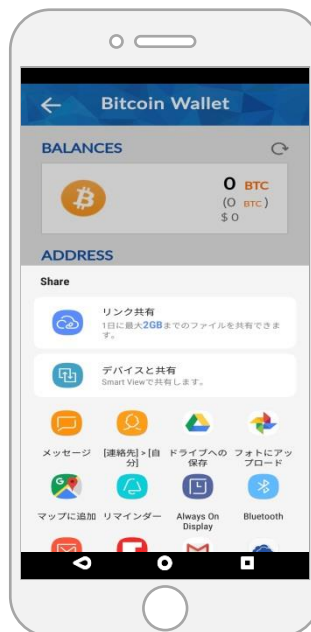 Bitcoin Wallet
BALANCES
0 BTC
(0 BTC)
$ 0
ADDRESS
Share
リンク共有
1日に最大2GBまでのファイルを共有できま
す。
デバイスと共有
Smart Viewで共有します。
メッセージ
[連絡先] > [自
分]
ドライブへの
保存
フォトにアッ
プロード
マップに追加
リマインダー
Always On
Display
Bluetooth